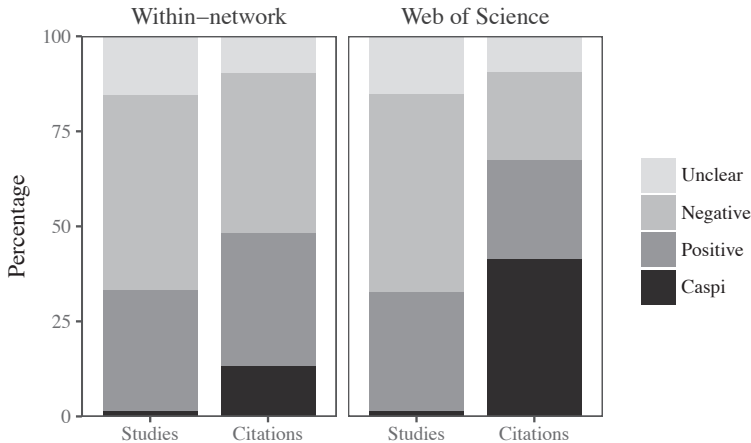 Within−network
Web of Science
Percentage
100
75
50
25
0
Studies
Citations
Studies
Citations
Unclear
Negative
Positive
Caspi